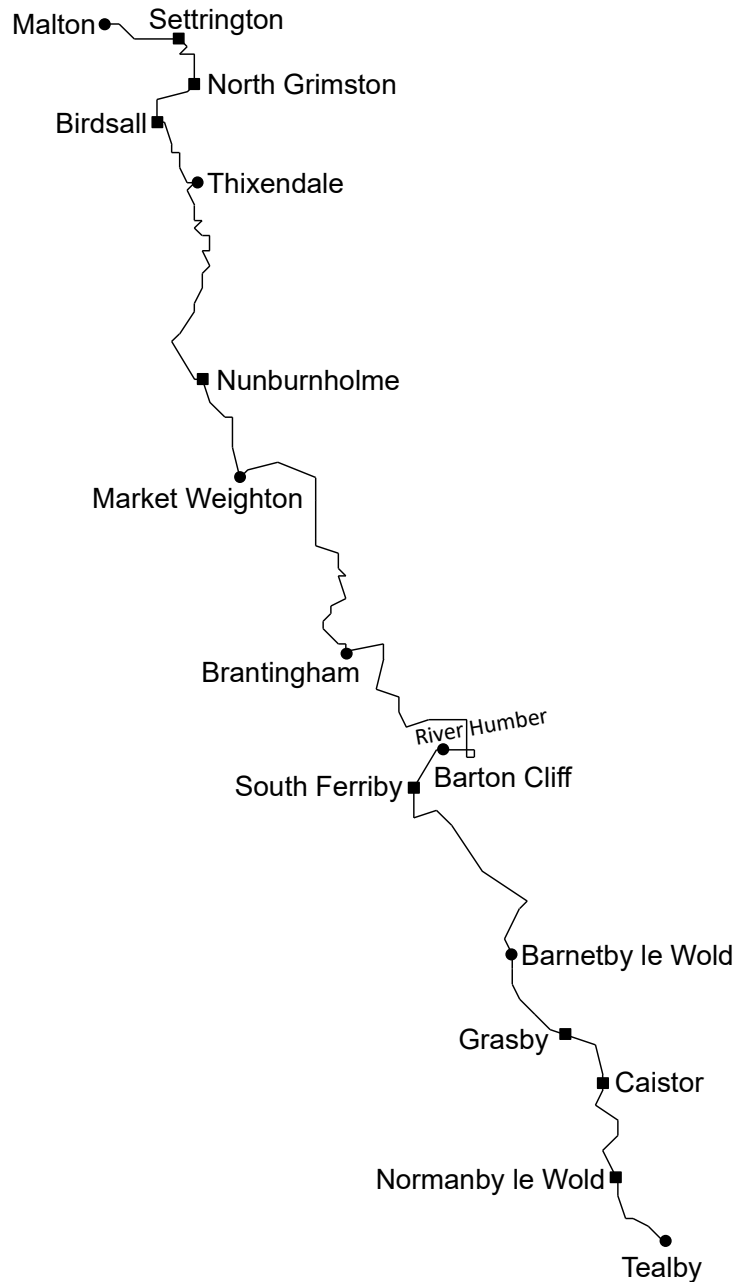 Malton
Settrington
North Grimston
Birdsall
Thixendale
Nunburnholme
Market Weighton
Brantingham
River Humber
Barton Cliff
South Ferriby
Barnetby le Wold
Grasby
Caistor
Normanby le Wold
Tealby